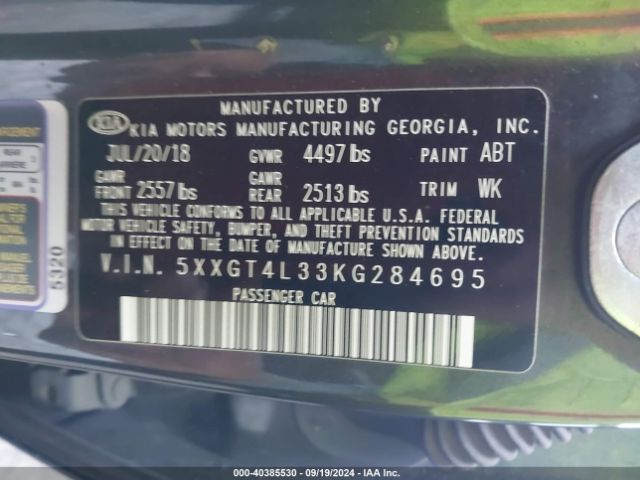 MANUFACTURED BY
KIA KIA MOTORS MANUFACTURING GEORGIA, INC.
JUL/20/18 GVWR 4497 lbs PAINT ABT
GAWR FRONT 2557 lbs GAWR REAR 2513 lbs TRIM WK
THIS VEHICLE CONFORMS TO ALL APPLICABLE U.S.A. FEDERAL
MOTOR VEHICLE SAFETY, BUMPER, AND THEFT PREVENTION STANDARDS
IN EFFECT ON THE DATE OF MANUFACTURE SHOWN ABOVE.
V.I.N. 5XXGT4L33KG284695
PASSENGER CAR
5320
REAR
000-40385530 - 09/19/2024 - IAA Inc.